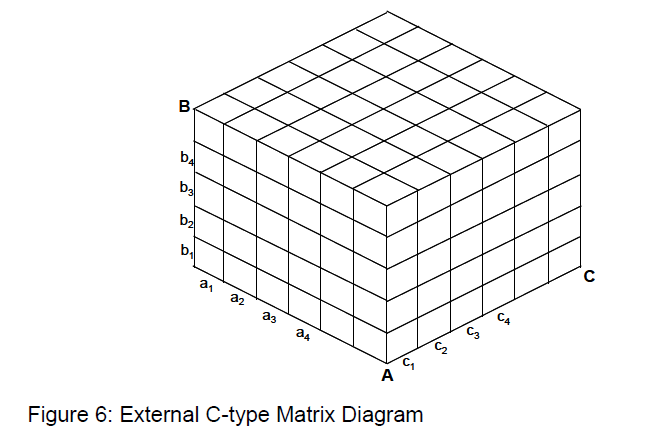 B
b₄
b₃
b₂
b₁
a₁
a₂
a₃
a₄
A
c₁
c₂
c₃
c₄
C
Figure 6: External C-type Matrix Diagram